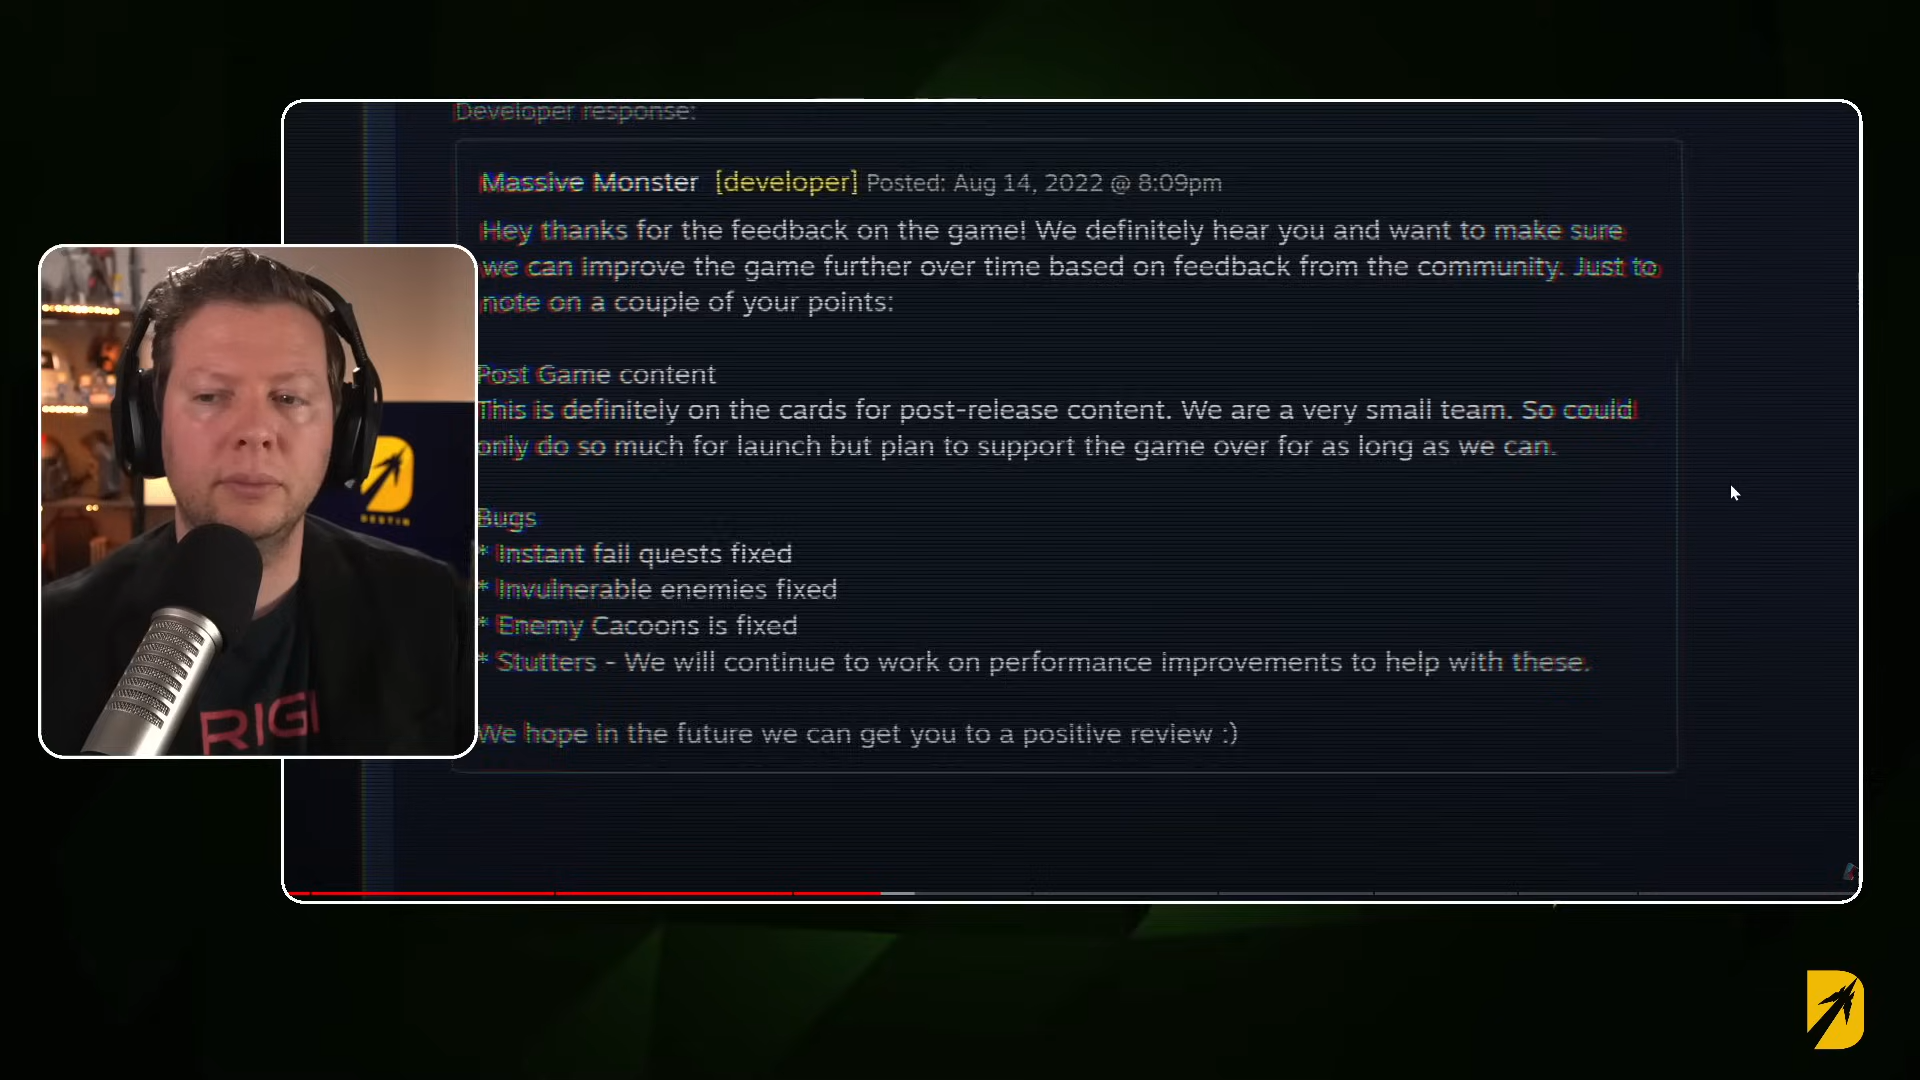 Developer response:
Massive Monster [developer] Posted: Aug 14, 2022 @ 8:09pm
Hey thanks for the feedback on the game! We definitely hear you and want to make sure
we can improve the game further over time based on feedback from the community. Just to
note on a couple of your points:
Post Game content
This is definitely on the cards for post-release content. We are a very small team. So could
only do so much for launch but plan to support the game over for as long as we can.
Bugs
* Instant fail quests fixed
* Invulnerable enemies fixed
* Enemy Cacoons is fixed
* Stutters - We will continue to work on performance improvements to help with these.
We hope in the future we can get you to a positive review :)
DESTIN
RIGI